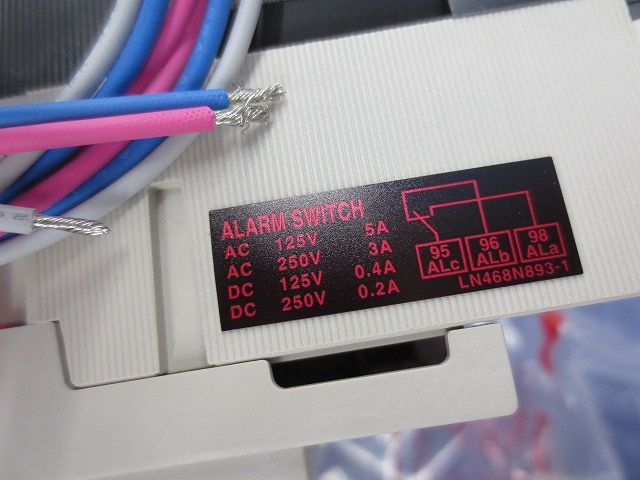 ALARM SWITCH
AC 125V 5A
AC 250V 3A
DC 125V 0.4A
DC 250V 0.2A
95 96 98
ALc ALb ALa
LN468N893-1